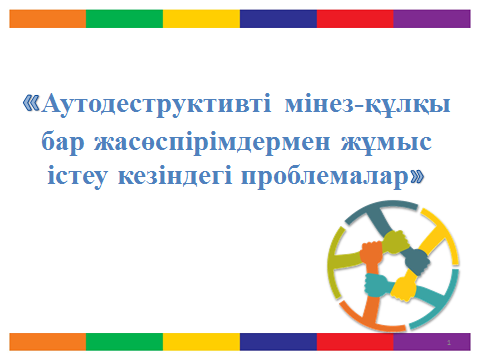 «Аутодеструктивті мінез-құлқы
бар жасөспірімдермен жұмыс
істеу кезіндегі проблемалар»
1